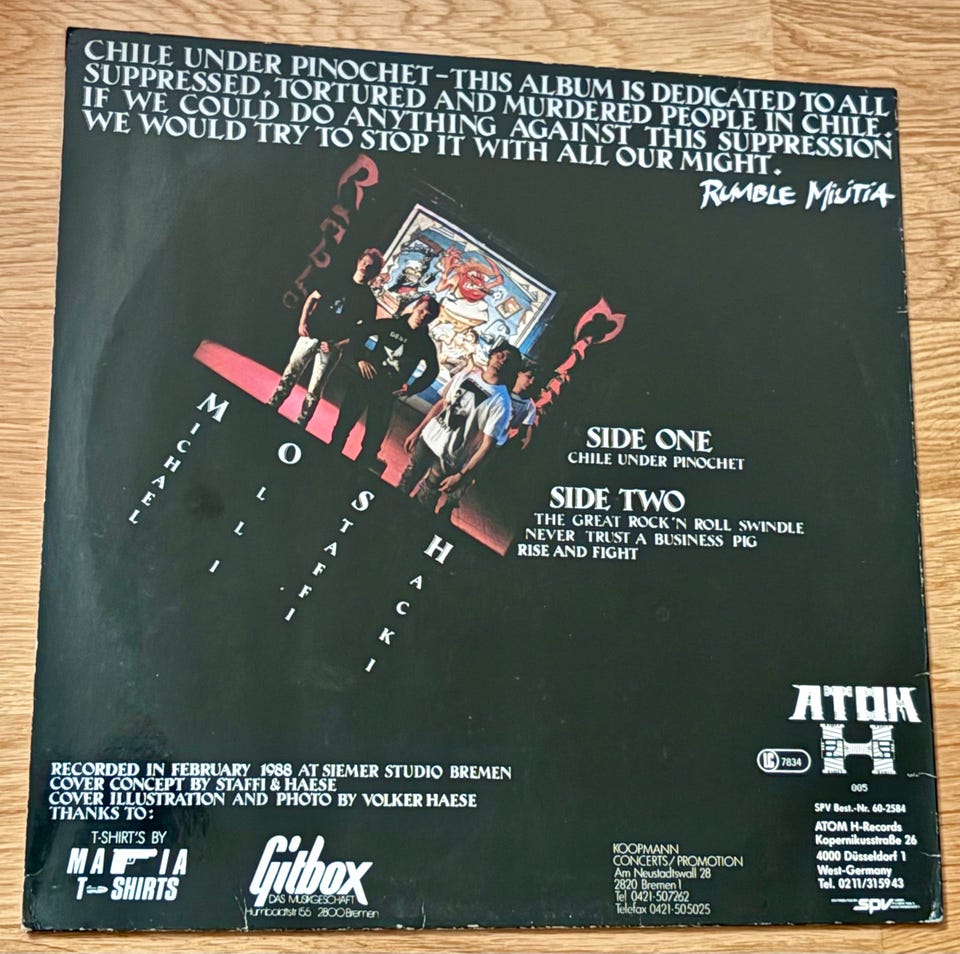 CHILE UNDER PINOCHET-THIS ALBUM IS DEDICATED TO ALL
SUPPRESSED, TORTURED AND MURDERED PEOPLE IN CHILE.
IF WE COULD DO ANYTHING AGAINST THIS SUPPRESSION
WE WOULD TRY TO STOP IT WITH ALL OUR MIGHT.
RUMBLE MILITIA
MICHAEL
OLLI
STAFFI
HACKI
SIDE ONE
CHILE UNDER PINOCHET
SIDE TWO
THE GREAT ROCK'N ROLL SWINDLE
NEVER TRUST A BUSINESS PIG
RISE AND FIGHT
RECORDED IN FEBRUARY 1988 AT SIEMER STUDIO BREMEN
COVER CONCEPT BY STAFFI & HAESE
COVER ILLUSTRATION AND PHOTO BY VOLKER HAESE
THANKS TO:
T-SHIRT'S BY
MAFIA
T-SHIRTS
Gitbox
DAS MUSIKGESCHÄFT
Humboldtstr.155 2800 Bremen
KOOPMANN
CONCERTS/PROMOTION
Am Neustadtswall 28
2820 Bremen 1
Tel 0421-507262
Telefax 0421-505025
ATOM
H
LC 7834
005
SPV Best.-Nr. 60-2584
ATOM H-Records
Kopernikusstraße 26
4000 Düsseldorf 1
West-Germany
Tel. 0211/315943
SPV